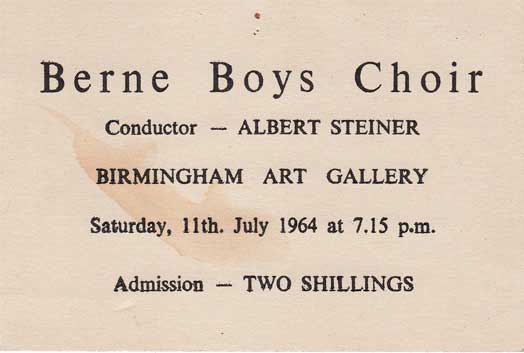 Berne Boys Choir
Conductor — ALBERT STEINER
BIRMINGHAM ART GALLERY
Saturday, 11th. July 1964 at 7.15 p.m.
Admission — TWO SHILLINGS